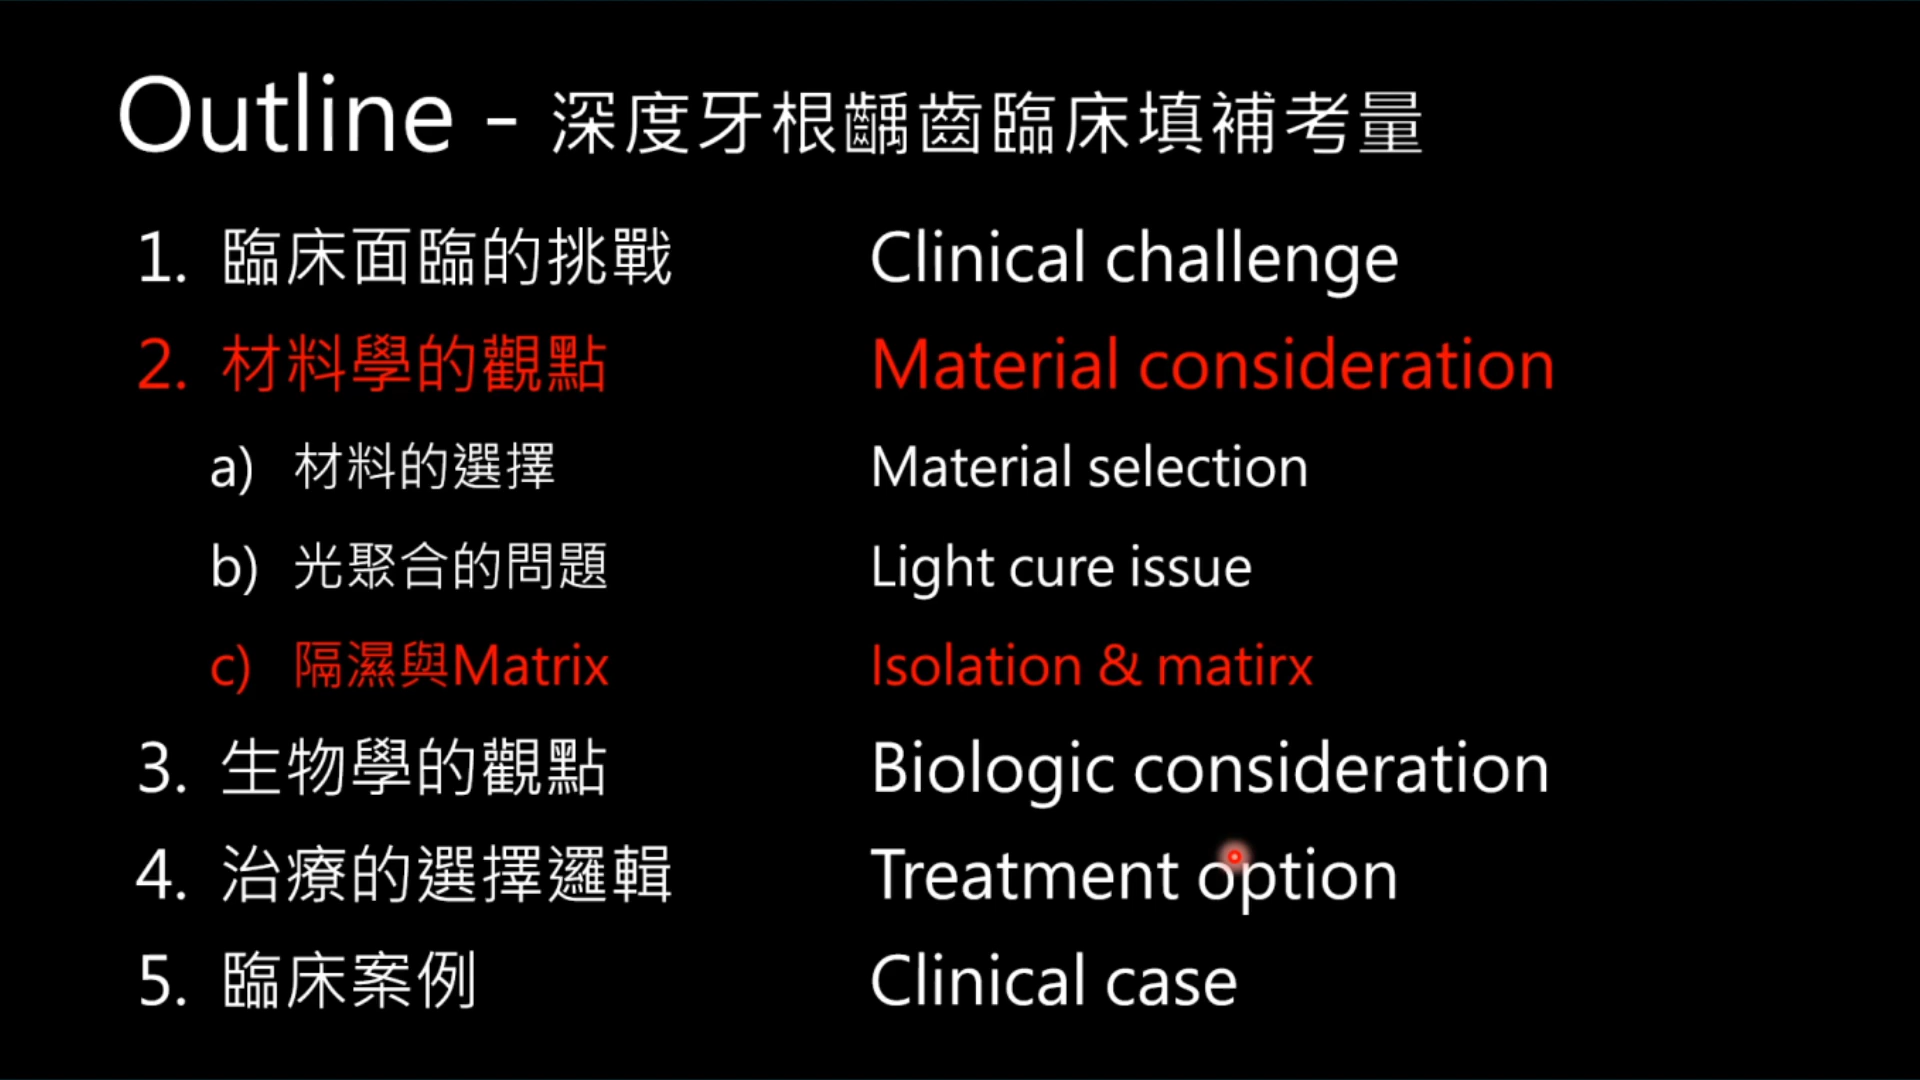 Outline - 深度牙根齲齒臨床填補考量
1. 臨床面臨的挑戰 Clinical challenge
2. 材料學的觀點 Material consideration
a) 材料的選擇 Material selection
b) 光聚合的問題 Light cure issue
c) 隔濕與Matrix Isolation & matirx
3. 生物學的觀點 Biologic consideration
4. 治療的選擇邏輯 Treatment option
5. 臨床案例 Clinical case